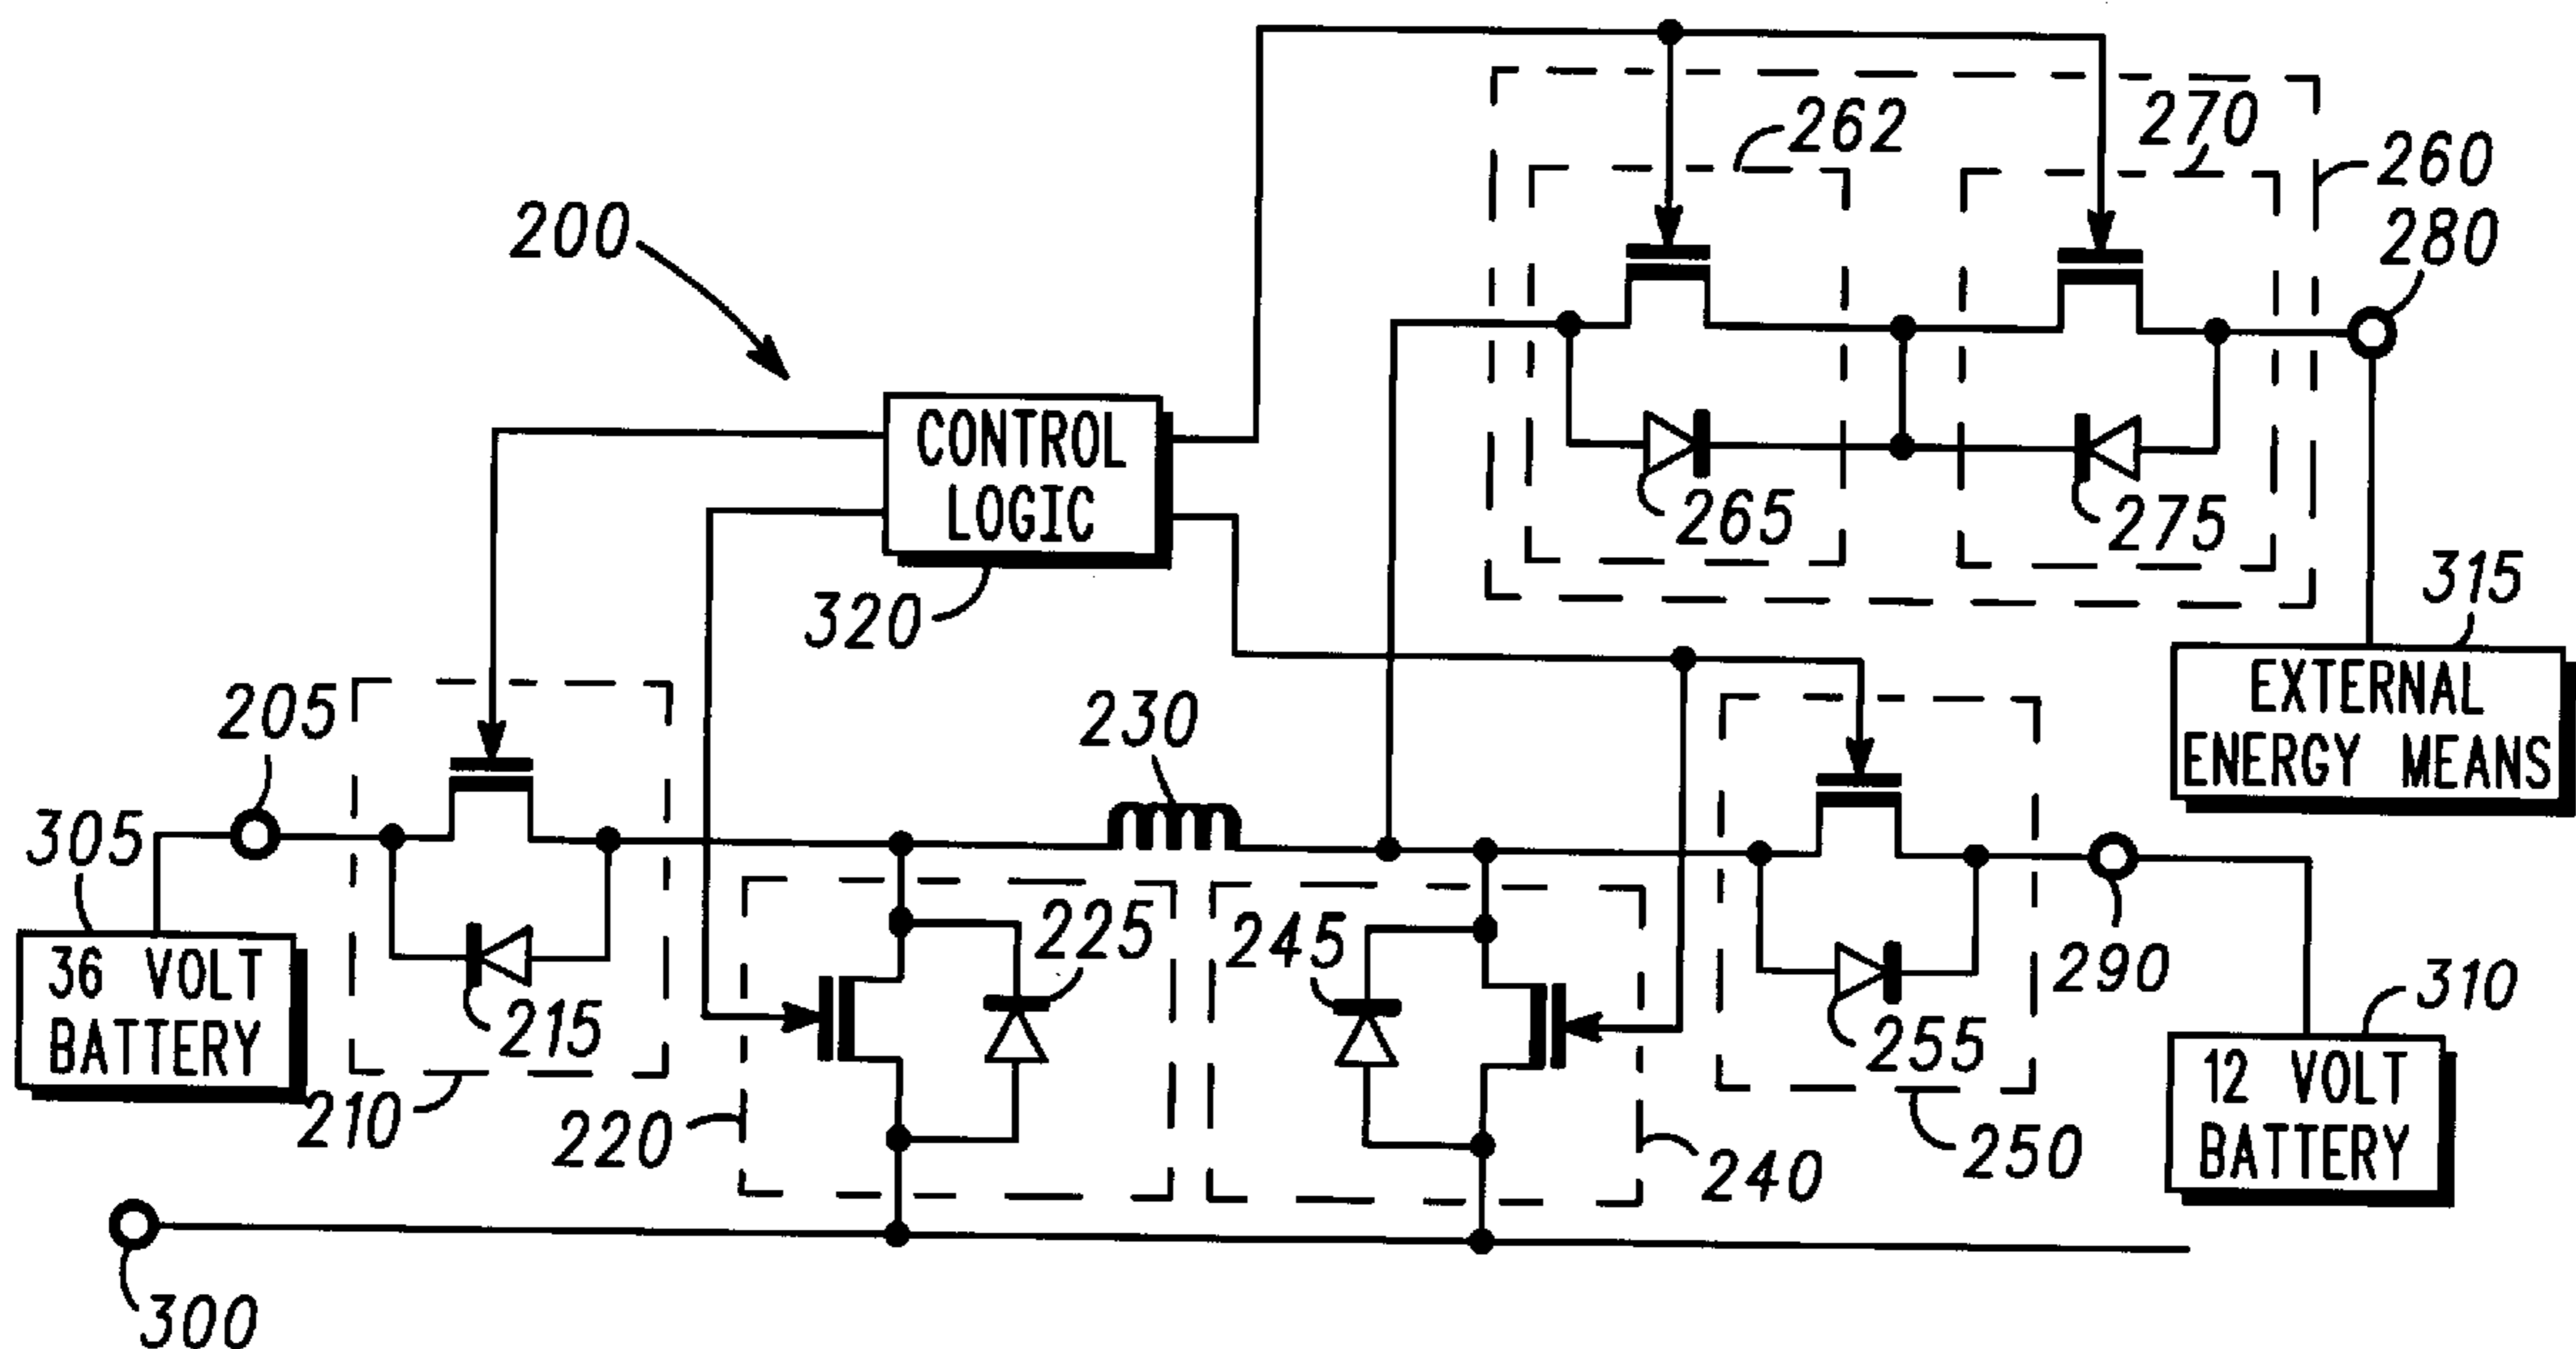 262
270
260
200
280
CONTROL
LOGIC
265
275
320
315
205
230
EXTERNAL
ENERGY MEANS
305
225
245
36 VOLT
BATTERY
215
290
310
255
210
220
240
250
12 VOLT
BATTERY
300